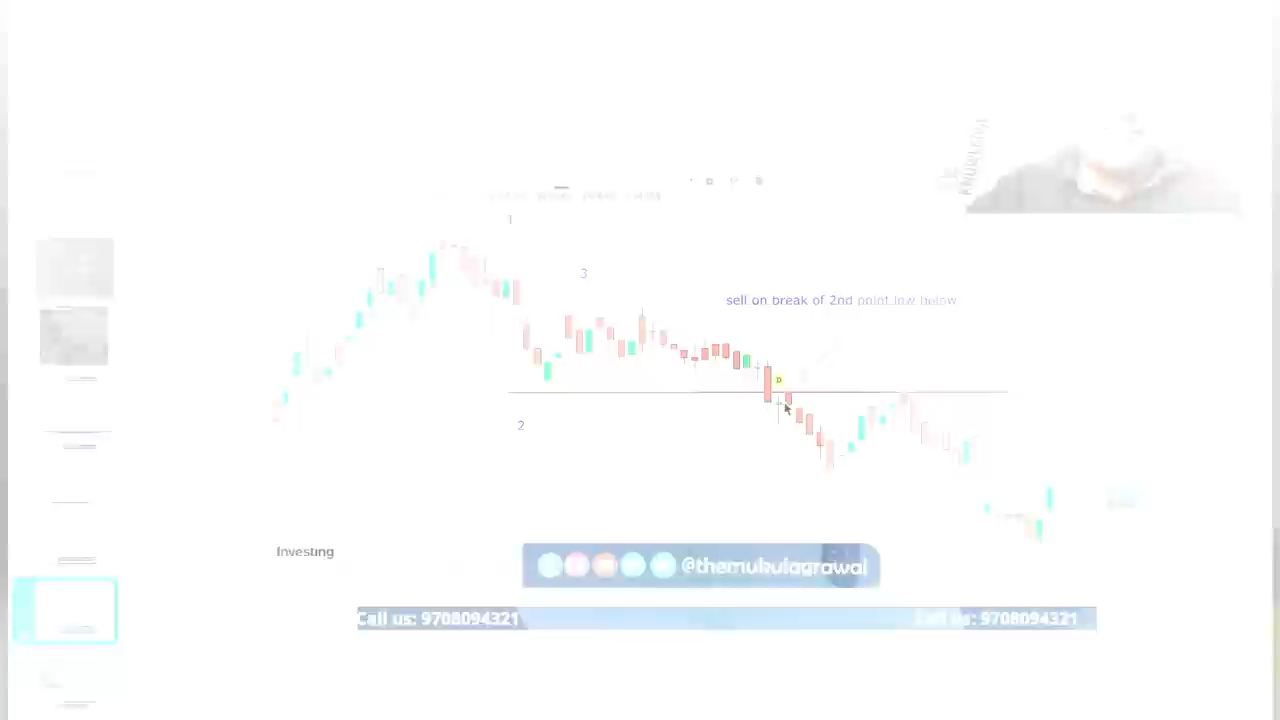 KNOWLEDGE
1
3
sell on break of 2nd point low below
D
2
Investing
@themukulagrawal
Call us: 9708094321
Call us: 9708094321